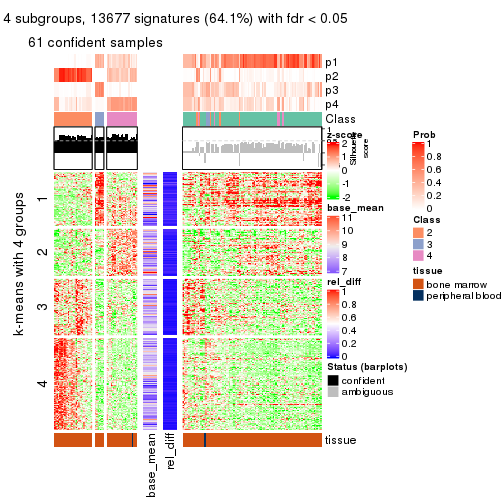 4 subgroups, 13677 signatures (64.1%) with fdr < 0.05
61 confident samples
p1
p2
p3
p4
Class
1
Silhouette
score
z-score
2
1
0
-1
-2
base_mean
11
10
9
8
7
rel_diff
1
0.8
0.6
0.4
0.2
0
Status (barplots)
confident
ambiguous
Prob
1
0.8
0.6
0.4
0.2
0
Class
2
3
4
tissue
bone marrow
peripheral blood
k-means with 4 groups
1
2
3
4
tissue
base_mean
rel_diff